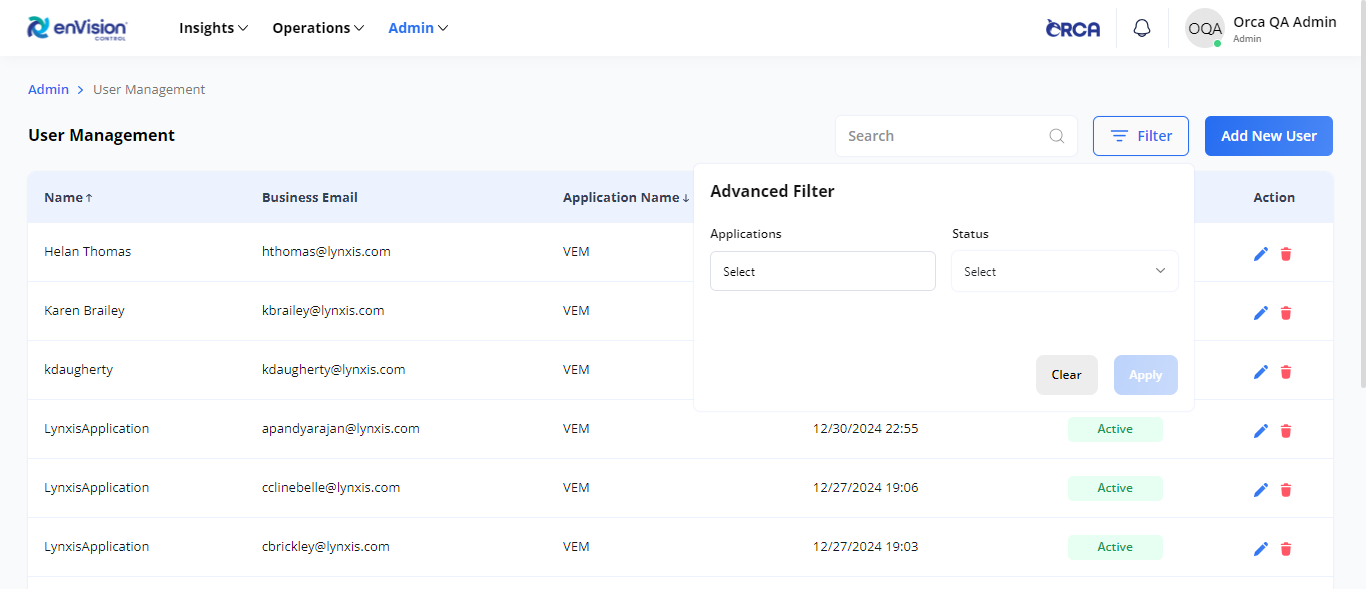 enVision
CONTROL
Insights
Operations
Admin
ORCA
OQA
Orca QA Admin
Admin
Admin > User Management
User Management
Search
Filter
Add New User
Name↑
Business Email
Application Name↓
Action
Advanced Filter
Applications
Status
Select
Select
Clear
Apply
Helan Thomas
hthomas@lynxis.com
VEM
Karen Brailey
kbrailey@lynxis.com
VEM
kdaugherty
kdaugherty@lynxis.com
VEM
LynxisApplication
apandyarajan@lynxis.com
VEM
12/30/2024 22:55
Active
LynxisApplication
cclinebelle@lynxis.com
VEM
12/27/2024 19:06
Active
LynxisApplication
cbrickley@lynxis.com
VEM
12/27/2024 19:03
Active